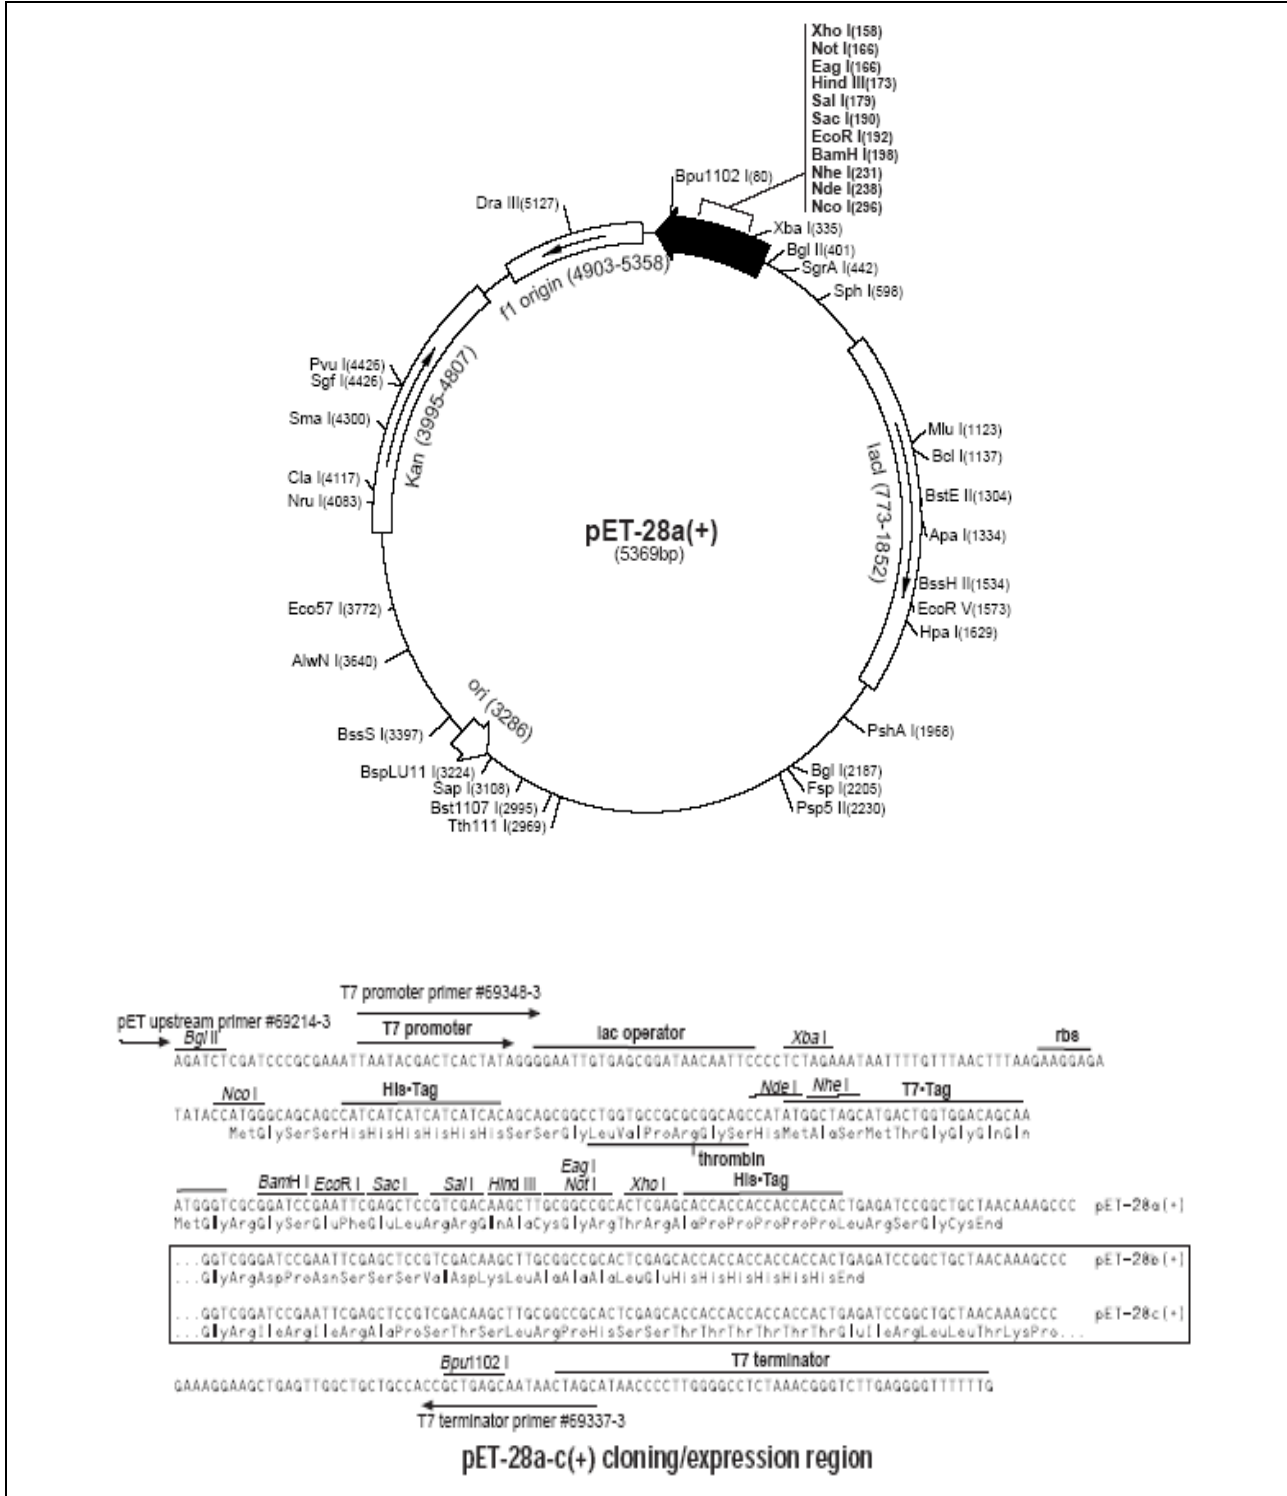 Xho I(158)
Not I(166)
Eag I(166)
Hind III(173)
Sal I(179)
Sac I(190)
EcoR I(192)
BamH I(198)
Nhe I(231)
Nde I(238)
Nco I(296)
Bpu1102 I(80)
Dra III(5127)
Xba I(335)
Bgl II(401)
SgrA I(442)
Sph I(598)
f1 origin (4903-5358)
Pvu I(4426)
Sgf I(4426)
Sma I(4300)
Kan (3995-4807)
Cla I(4117)
Nru I(4083)
Mlu I(1123)
Bcl I(1137)
BstE II(1304)
Apa I(1334)
lacI (773-1852)
pET-28a(+)
(5369bp)
BssH II(1534)
EcoR V(1573)
Hpa I(1629)
Eco57 I(3772)
AlwN I(3640)
ori (3286)
BssS I(3397)
PshA I(1968)
BspLU11 I(3224)
Sap I(3108)
Bst1107 I(2995)
Tth111 I(2969)
Bgl I(2187)
Fsp I(2205)
Psp5 II(2230)
T7 promoter primer #69348-3
pET upstream primer #69214-3
Bgl II T7 promoter lac operator Xba I rbs
AGATCTCGATCCCGCGAAATTAATACGACTCACTATAGGGGAATTGTGAGCGGATAACAATTCCCCTCTAGAAATAATTTTGTTTAACTTTAAGAAGGAGA
Nco I His•Tag Nde I Nhe I T7•Tag
TATACCATGGGCAGCAGCCATCATCATCATCATCACAGCAGCGGCCTGGTGCCGCGCGGCAGCCATATGGCTAGCATGACTGGTGGACAGCAA
MetGlySerSerHisHisHisHisHisHisSerSerGlyLeuValProArgGlySerHisMetAlaSerMetThrGlyGlyGlnGln
thrombin
BamH I EcoR I Sac I Sal I Hind III Eag I Not I Xho I His•Tag
ATGGGTCGCGGATCCGAATTCGAGCTCCGTCGACAAGCTTGCGGCCGCACTCGAGCACCACCACCACCACCACTGAGATCCGGCTGCTAACAAAGCCC pET-28a(+)
MetGlyArgGlySerGluPheGluLeuArgArgGlnAlaCysGlyArgThrArgAlaProProProProProLeuArgSerGlyCysEnd
...GGTCGGGATCCGAATTCGAGCTCCGTCGACAAGCTTGCGGCCGCACTCGAGCACCACCACCACCACCACTGAGATCCGGCTGCTAACAAAGCCC pET-28b(+)
...GlyArgAspProAsnSerSerSerValAspLysLeuAlaAlaAlaLeuGluHisHisHisHisHisHisEnd
...GGTCGGATCCGAATTCGAGCTCCGTCGACAAGCTTGCGGCCGCACTCGAGCACCACCACCACCACCACTGAGATCCGGCTGCTAACAAAGCCC pET-28c(+)
...GlyArgIleArgIleArgAlaProSerThrSerLeuArgProHisSerSerThrThrThrThrThrThrGluIleArgLeuLeuThrLysPro...
Bpu1102 I T7 terminator
GAAAGGAAGCTGAGTTGGCTGCTGCCACCGCTGAGCAATAACTAGCATAACCCCTTGGGGCCTCTAAACGGGTCTTGAGGGGTTTTTTG
T7 terminator primer #69337-3
pET-28a-c(+) cloning/expression region